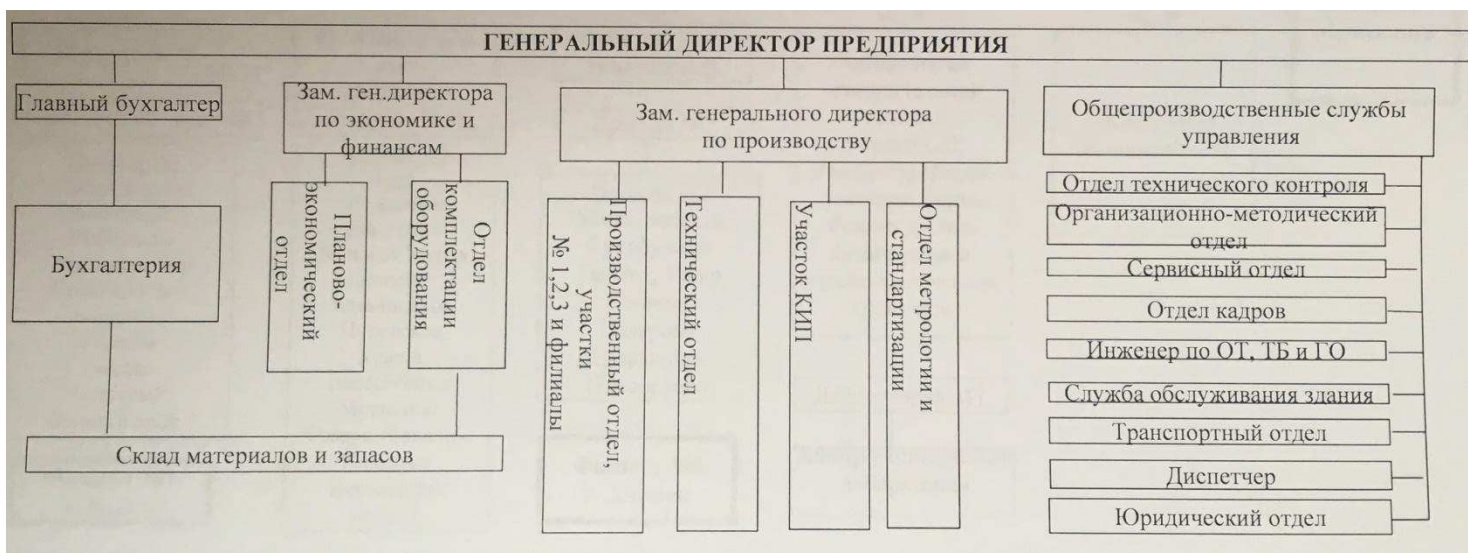 ГЕНЕРАЛЬНЫЙ ДИРЕКТОР ПРЕДПРИЯТИЯ
Главный бухгалтер
Бухгалтерия
Зам. ген.директора
по экономике и
финансам
Планово-
экономический
отдел
Отдел
комплектации
оборудования
Склад материалов и запасов
Зам. генерального директора
по производству
Производственный отдел,
участки
№ 1,2,3 и филиалы
Технический отдел
Участок КИП
Отдел метрологии и
стандартизации
Общепроизводственные службы
управления
Отдел технического контроля
Организационно-методический
отдел
Сервисный отдел
Отдел кадров
Инженер по ОТ, ТБ и ГО
Служба обслуживания здания
Транспортный отдел
Диспетчер
Юридический отдел